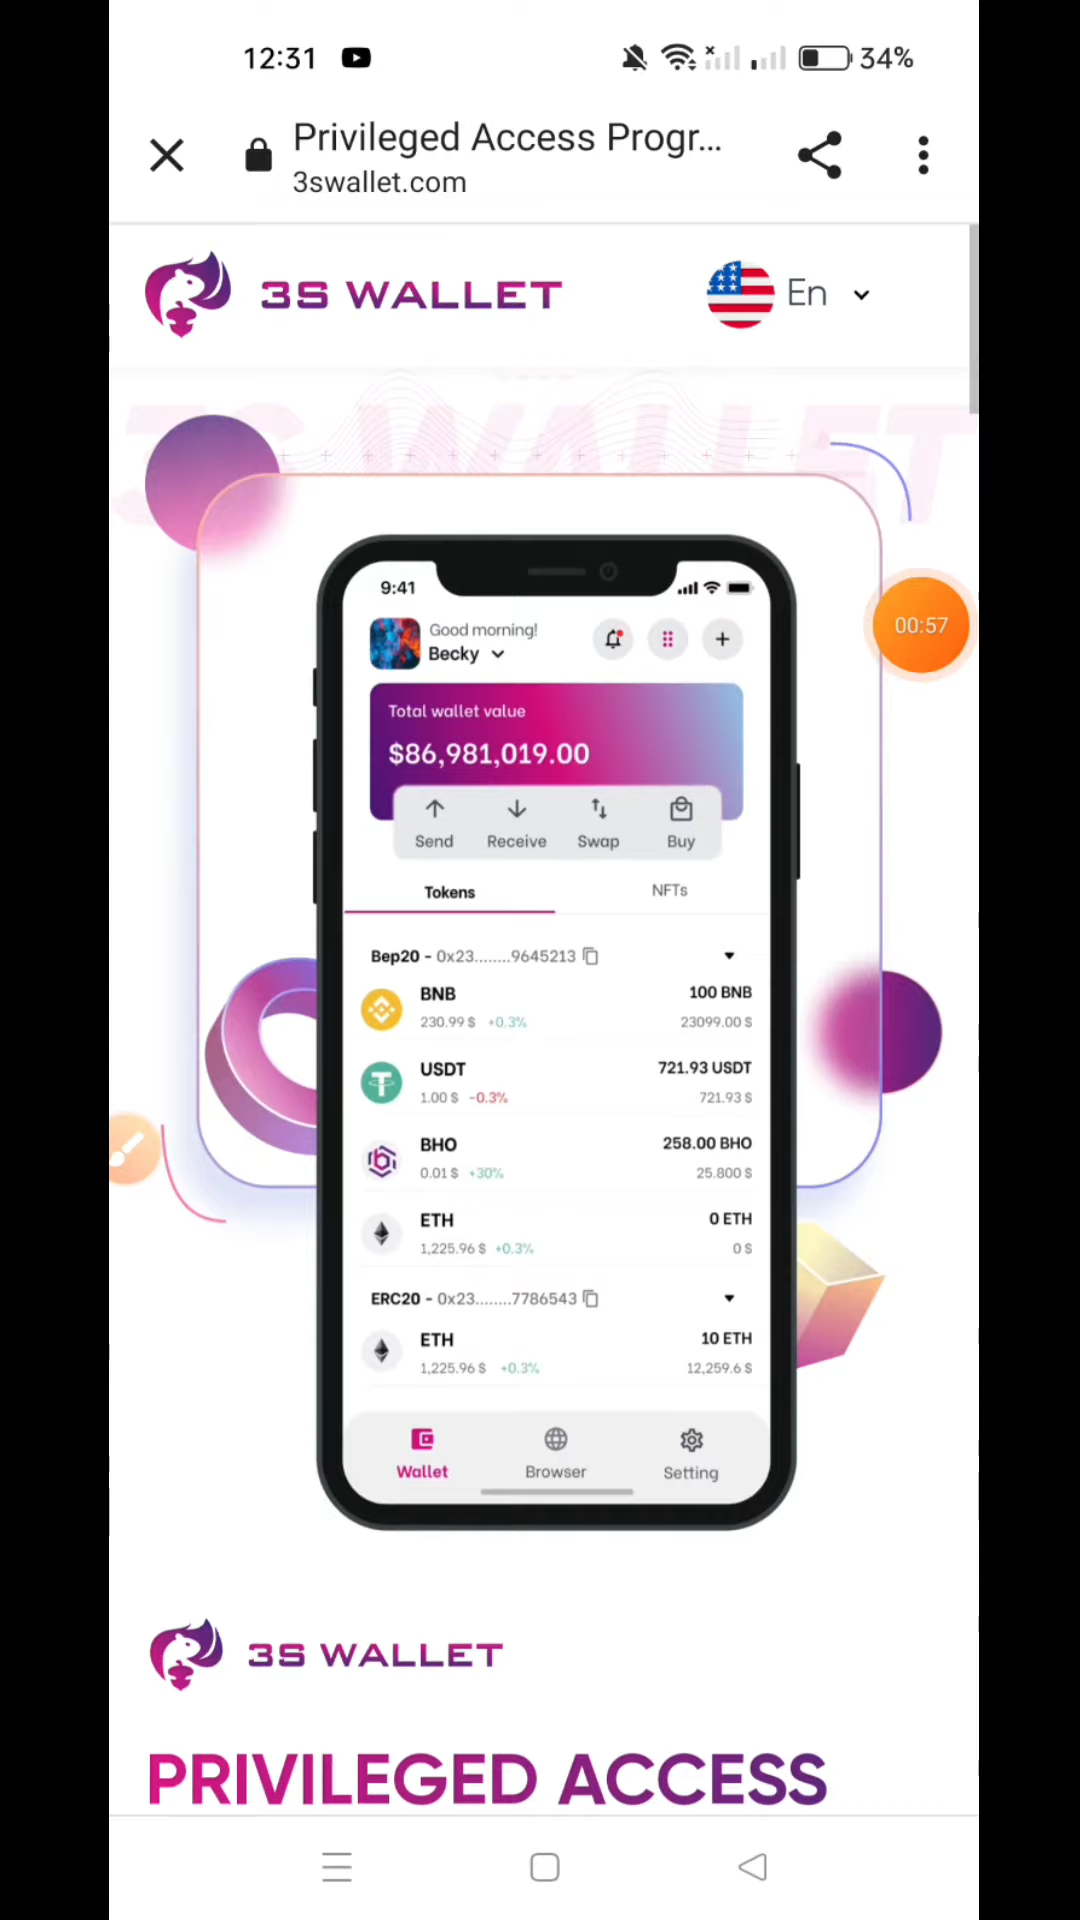 12:31 34%
Privileged Access Progr...
3swallet.com
3S WALLET En
3S WALLET
9:41
Good morning!
Becky
00:57
Total wallet value
$86,981,019.00
Send Receive Swap Buy
Tokens NFTs
Bep20 - 0x23........9645213
BNB 100 BNB
230.99 $ +0.3% 23099.00 $
USDT 721.93 USDT
1.00 $ -0.3% 721.93 $
BHO 258.00 BHO
0.01 $ +30% 25.800 $
ETH 0 ETH
1,225.96 $ +0.3% 0 $
ERC20 - 0x23........7786543
ETH 10 ETH
1,225.96 $ +0.3% 12,259.6 $
Wallet Browser Setting
3S WALLET
PRIVILEGED ACCESS